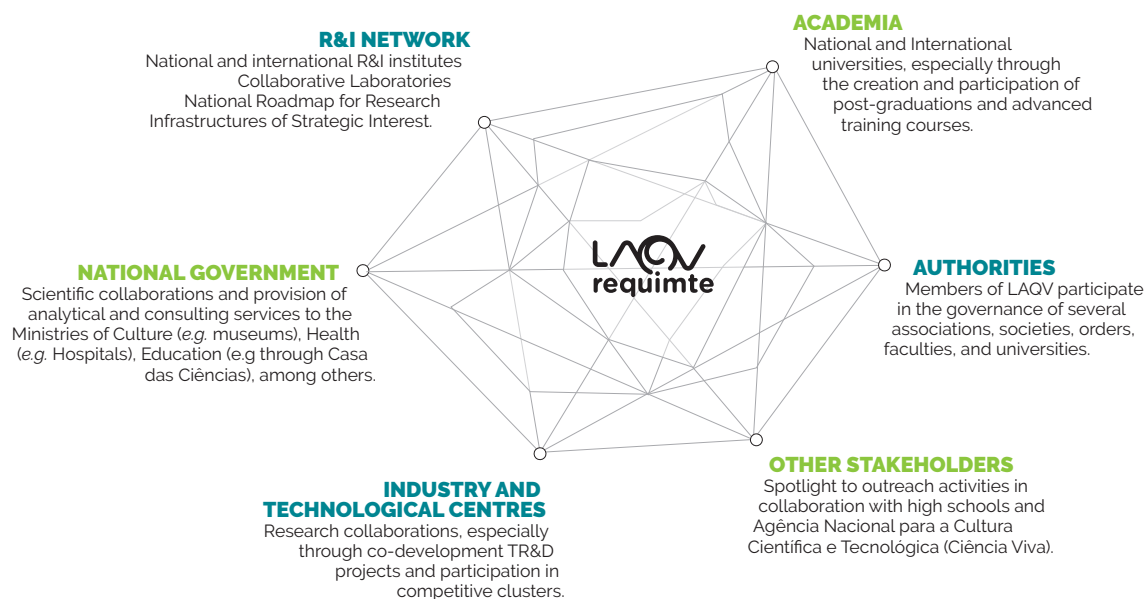 R&I NETWORK
National and international R&I institutes
Collaborative Laboratories
National Roadmap for Research
Infrastructures of Strategic Interest.
ACADEMIA
National and International
universities, especially through
the creation and participation of
post-graduations and advanced
training courses.
LAQV
requimte
NATIONAL GOVERNMENT
Scientific collaborations and provision of
analytical and consulting services to the
Ministries of Culture (e.g. museums), Health
(e.g. Hospitals), Education (e.g through Casa
das Ciências), among others.
AUTHORITIES
Members of LAQV participate
in the governance of several
associations, societies, orders,
faculties, and universities.
INDUSTRY AND
TECHNOLOGICAL CENTRES
Research collaborations, especially
through co-development TR&D
projects and participation in
competitive clusters.
OTHER STAKEHOLDERS
Spotlight to outreach activities in
collaboration with high schools and
Agência Nacional para a Cultura
Científica e Tecnológica (Ciência Viva).